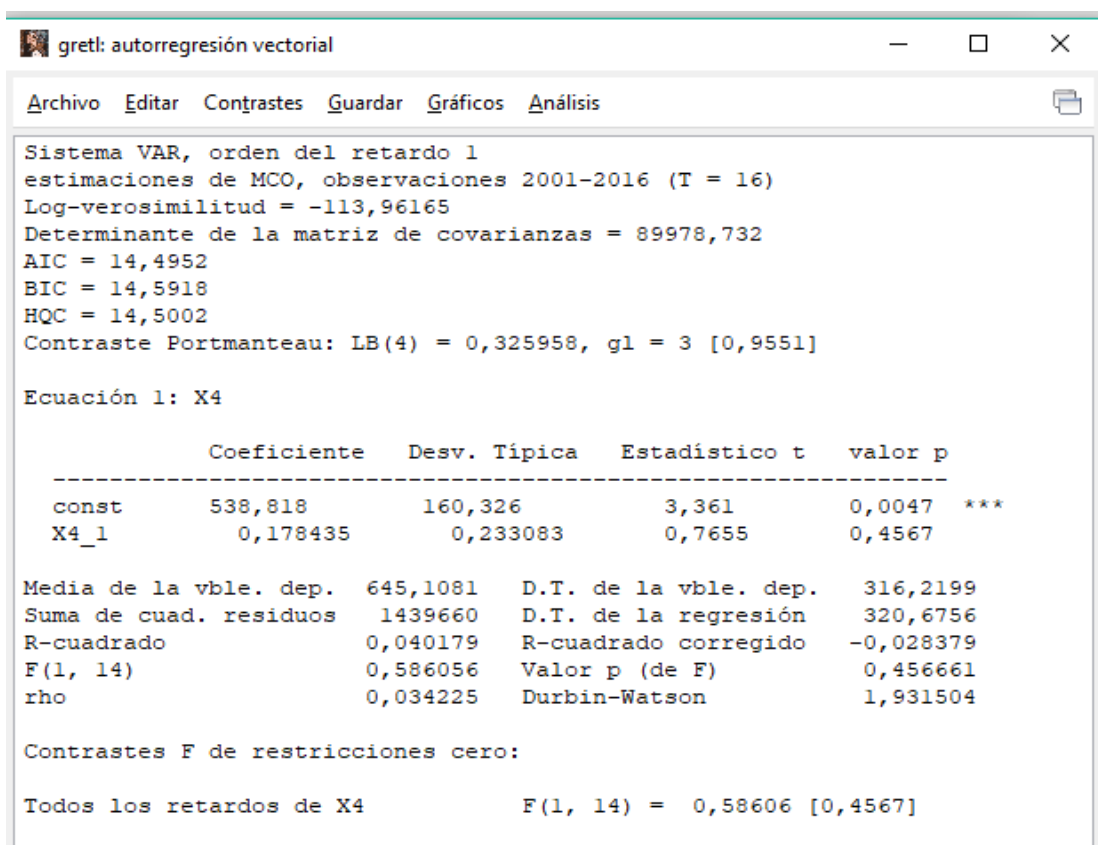 gretl: autorregresión vectorial
Archivo Editar Contrastes Guardar Gráficos Análisis
Sistema VAR, orden del retardo 1
estimaciones de MCO, observaciones 2001-2016 (T = 16)
Log-verosimilitud = -113,96165
Determinante de la matriz de covarianzas = 89978,732
AIC = 14,4952
BIC = 14,5918
HQC = 14,5002
Contraste Portmanteau: LB(4) = 0,325958, gl = 3 [0,9551]
Ecuación 1: X4
Coeficiente Desv. Típica Estadístico t valor p
----------------------------------------------------------------
const 538,818 160,326 3,361 0,0047 ***
X4_1 0,178435 0,233083 0,7655 0,4567
Media de la vble. dep. 645,1081 D.T. de la vble. dep. 316,2199
Suma de cuad. residuos 1439660 D.T. de la regresión 320,6756
R-cuadrado 0,040179 R-cuadrado corregido -0,028379
F(1, 14) 0,586056 Valor p (de F) 0,456661
rho 0,034225 Durbin-Watson 1,931504
Contrastes F de restricciones cero:
Todos los retardos de X4 F(1, 14) = 0,58606 [0,4567]